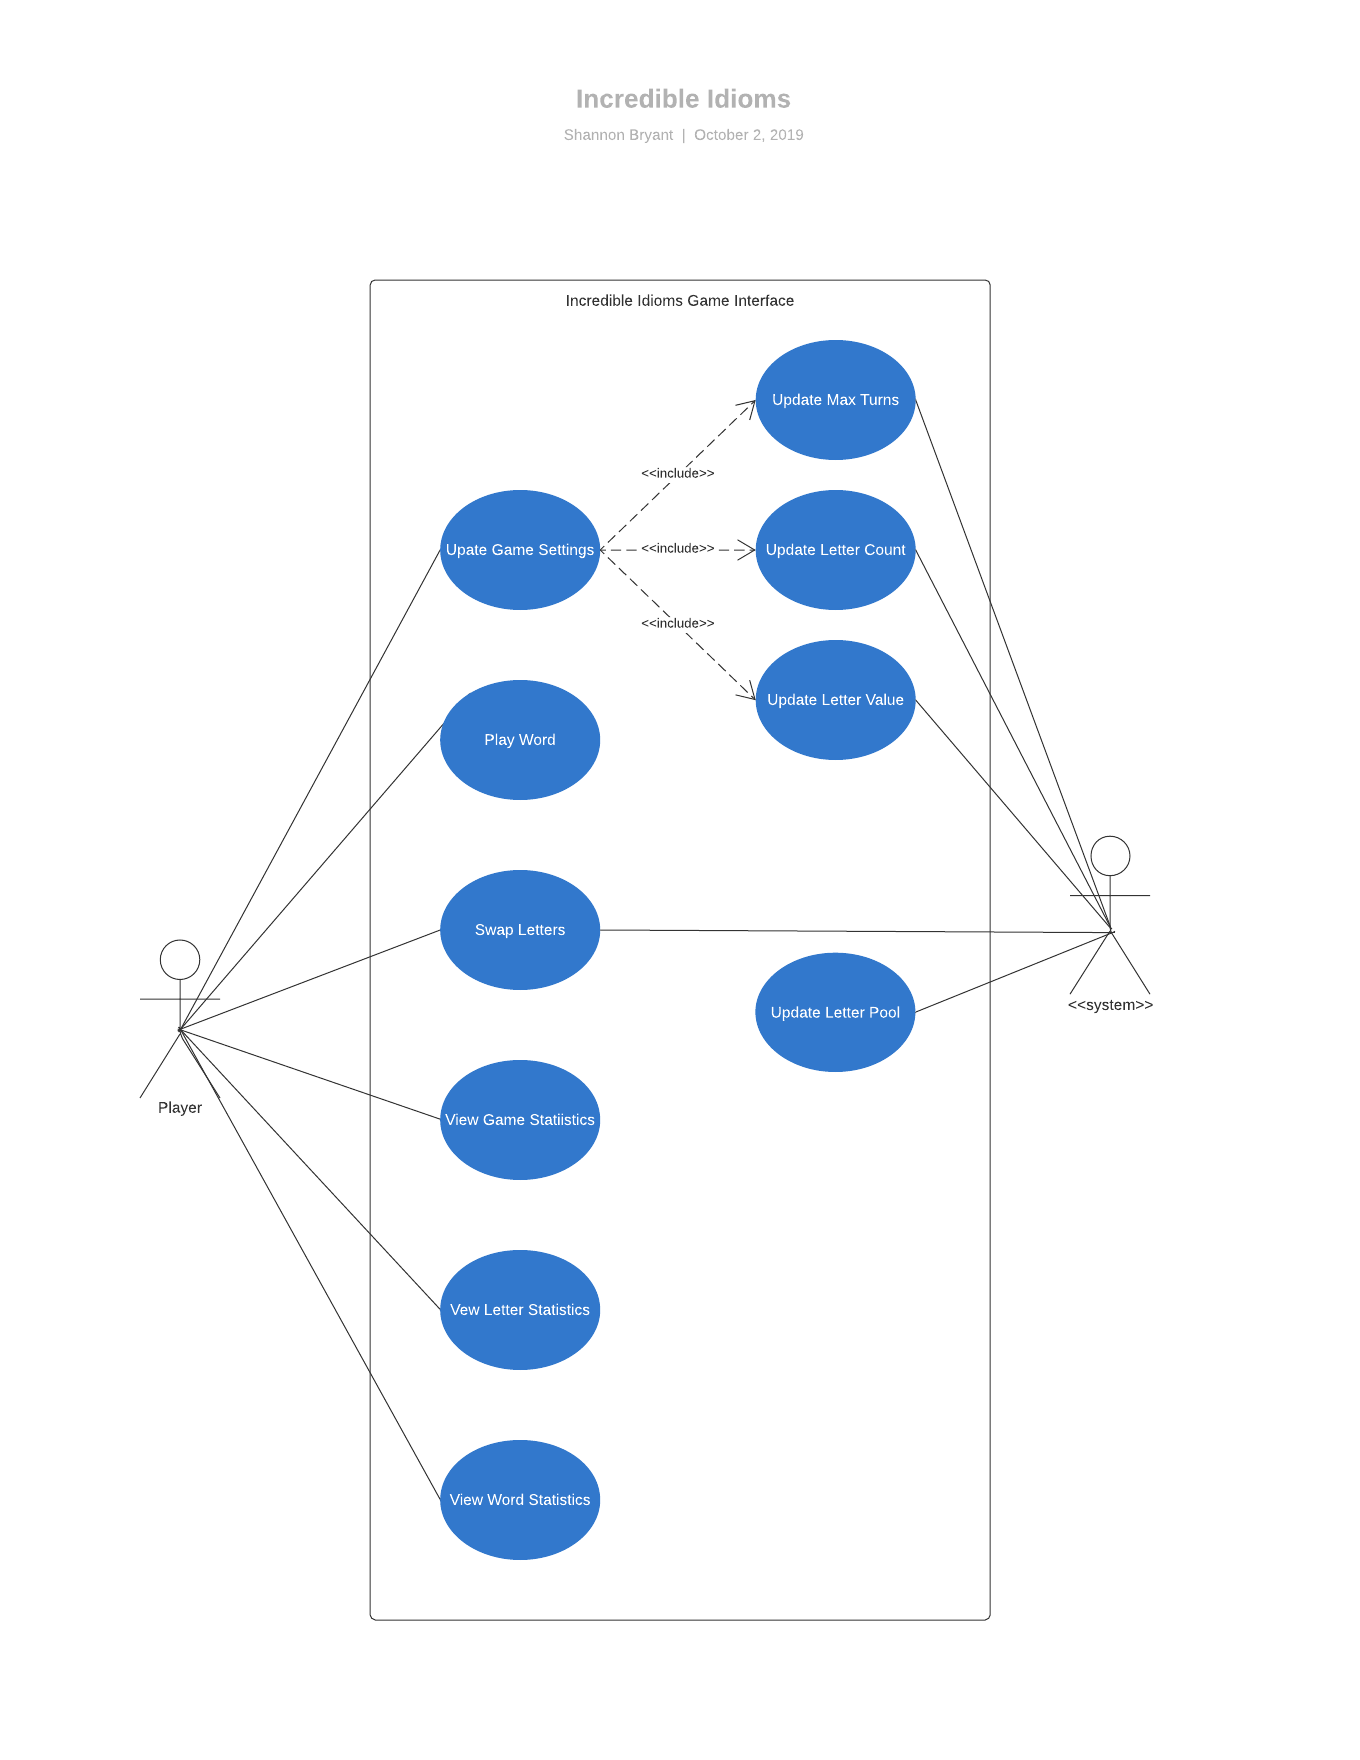 Incredible Idioms
Shannon Bryant | October 2, 2019
Incredible Idioms Game Interface
Update Max Turns
<<include>>
Upate Game Settings
<<include>>
Update Letter Count
<<include>>
Update Letter Value
Play Word
Swap Letters
<<system>>
Update Letter Pool
Player
View Game Statiistics
Vew Letter Statistics
View Word Statistics